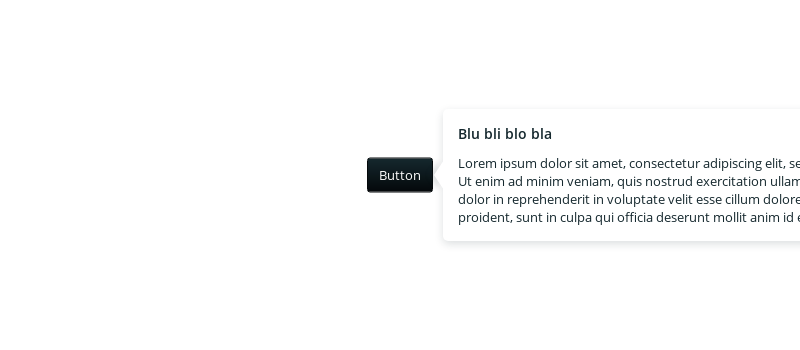 Button
Blu bli blo bla
Lorem ipsum dolor sit amet, consectetur adipiscing elit,
Ut enim ad minim veniam, quis nostrud exercitation
dolor in reprehenderit in voluptate velit esse cillum dolore
proident, sunt in culpa qui officia deserunt mollit anim id